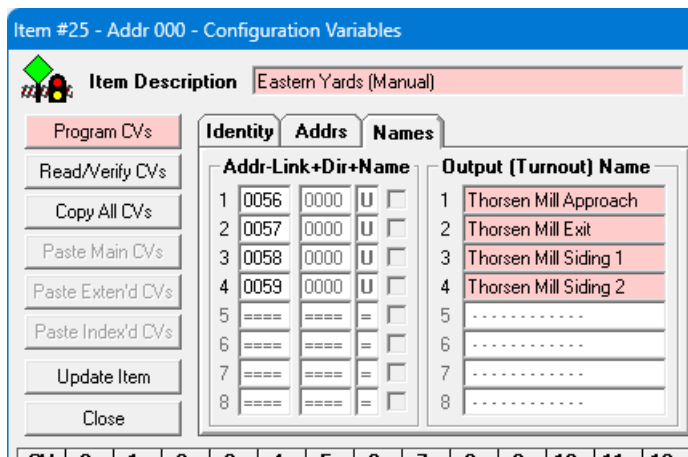 Item #25 - Addr 000 - Configuration Variables
Item Description Eastern Yards (Manual)
Program CVs
Read/Verify CVs
Copy All CVs
Paste Main CVs
Paste Exten'd CVs
Paste Index'd CVs
Update Item
Close
Identity Addrs Names
Addr-Link+Dir+Name Output (Turnout) Name
1 0056 0000 U 1 Thorsen Mill Approach
2 0057 0000 U 2 Thorsen Mill Exit
3 0058 0000 U 3 Thorsen Mill Siding 1
4 0059 0000 U 4 Thorsen Mill Siding 2
5 ==== ==== = 5 - - - - - - - - - - - -
6 ==== ==== = 6 - - - - - - - - - - - -
7 ==== ==== = 7 - - - - - - - - - - - -
8 ==== ==== = 8 - - - - - - - - - - - -